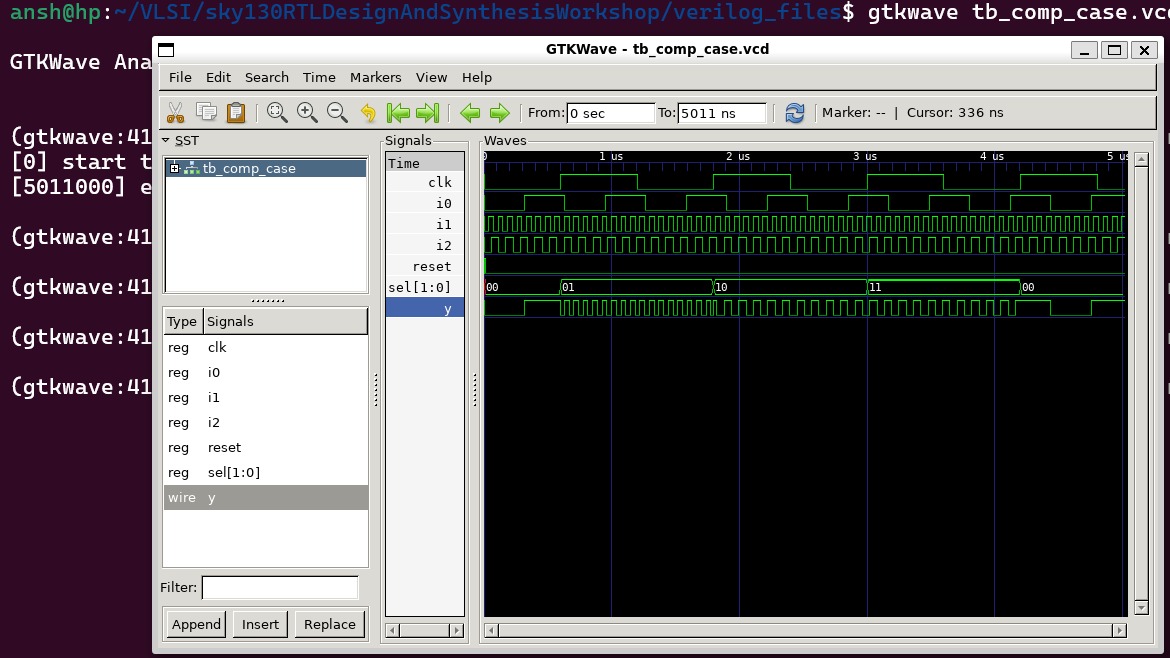 ansh@hp:~/VLSI/sky130RTLDesignAndSynthesisWorkshop/verilog_files$ gtkwave tb_comp_case.vcd
GTKWave Ana
(gtkwave:41
[0] start t
[5011000] e
(gtkwave:41
(gtkwave:41
(gtkwave:41
(gtkwave:41
GTKWave - tb_comp_case.vcd
File Edit Search Time Markers View Help
From: 0 sec To: 5011 ns Marker: -- | Cursor: 336 ns
SST
tb_comp_case
Type Signals
reg clk
reg i0
reg i1
reg i2
reg reset
reg sel[1:0]
wire y
Filter:
Append Insert Replace
Signals
Time
clk
i0
i1
i2
reset
sel[1:0]
y
Waves
0 1 us 2 us 3 us 4 us 5 us
00 01 10 11 00